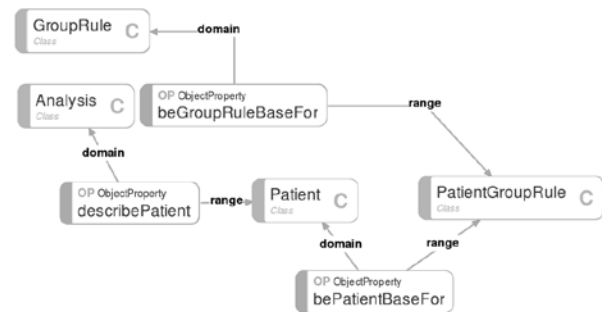 GroupRule C
Class
domain
OP ObjectProperty
beGroupRuleBaseFor
range
Analysis C
Class
domain
OP ObjectProperty
describePatient
range
Patient C
Class
PatientGroupRule C
Class
domain
range
OP ObjectProperty
bePatientBaseFor